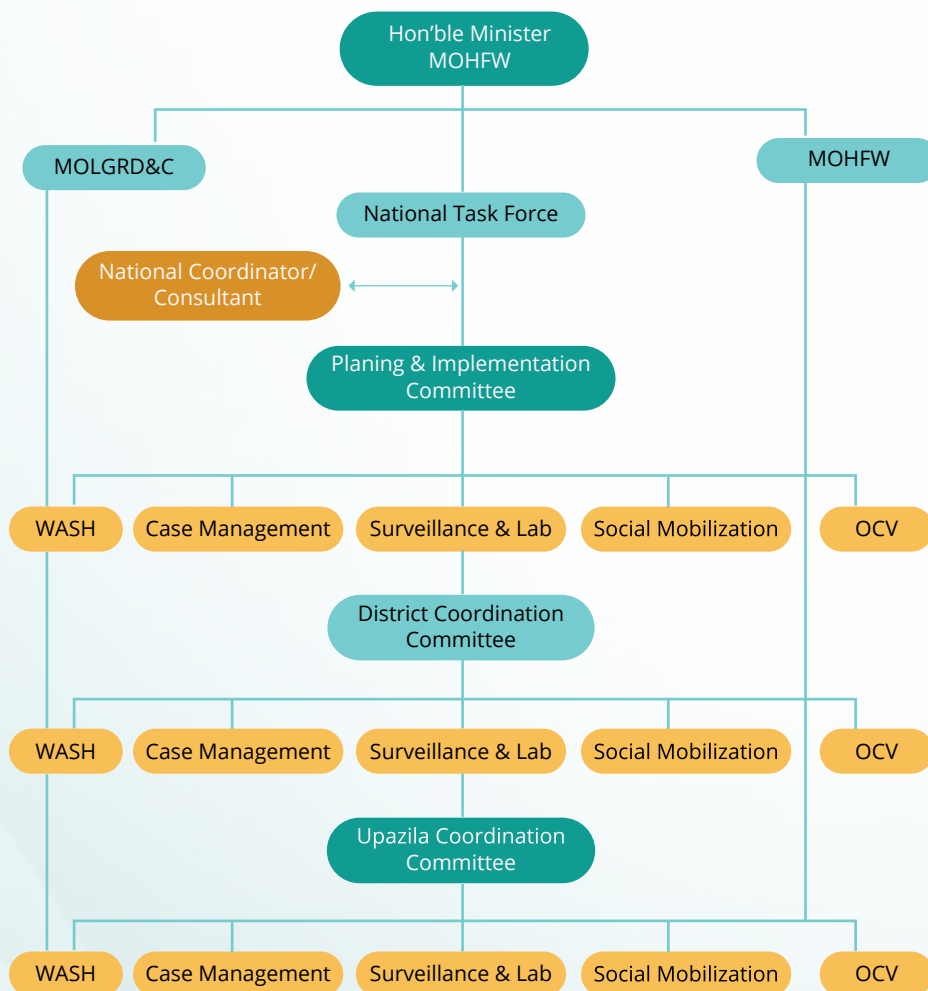 Hon’ble Minister
MOHFW
MOLGRD&C
MOHFW
National Task Force
National Coordinator/
Consultant
Planing & Implementation
Committee
WASH
Case Management
Surveillance & Lab
Social Mobilization
OCV
District Coordination
Committee
WASH
Case Management
Surveillance & Lab
Social Mobilization
OCV
Upazila Coordination
Committee
WASH
Case Management
Surveillance & Lab
Social Mobilization
OCV